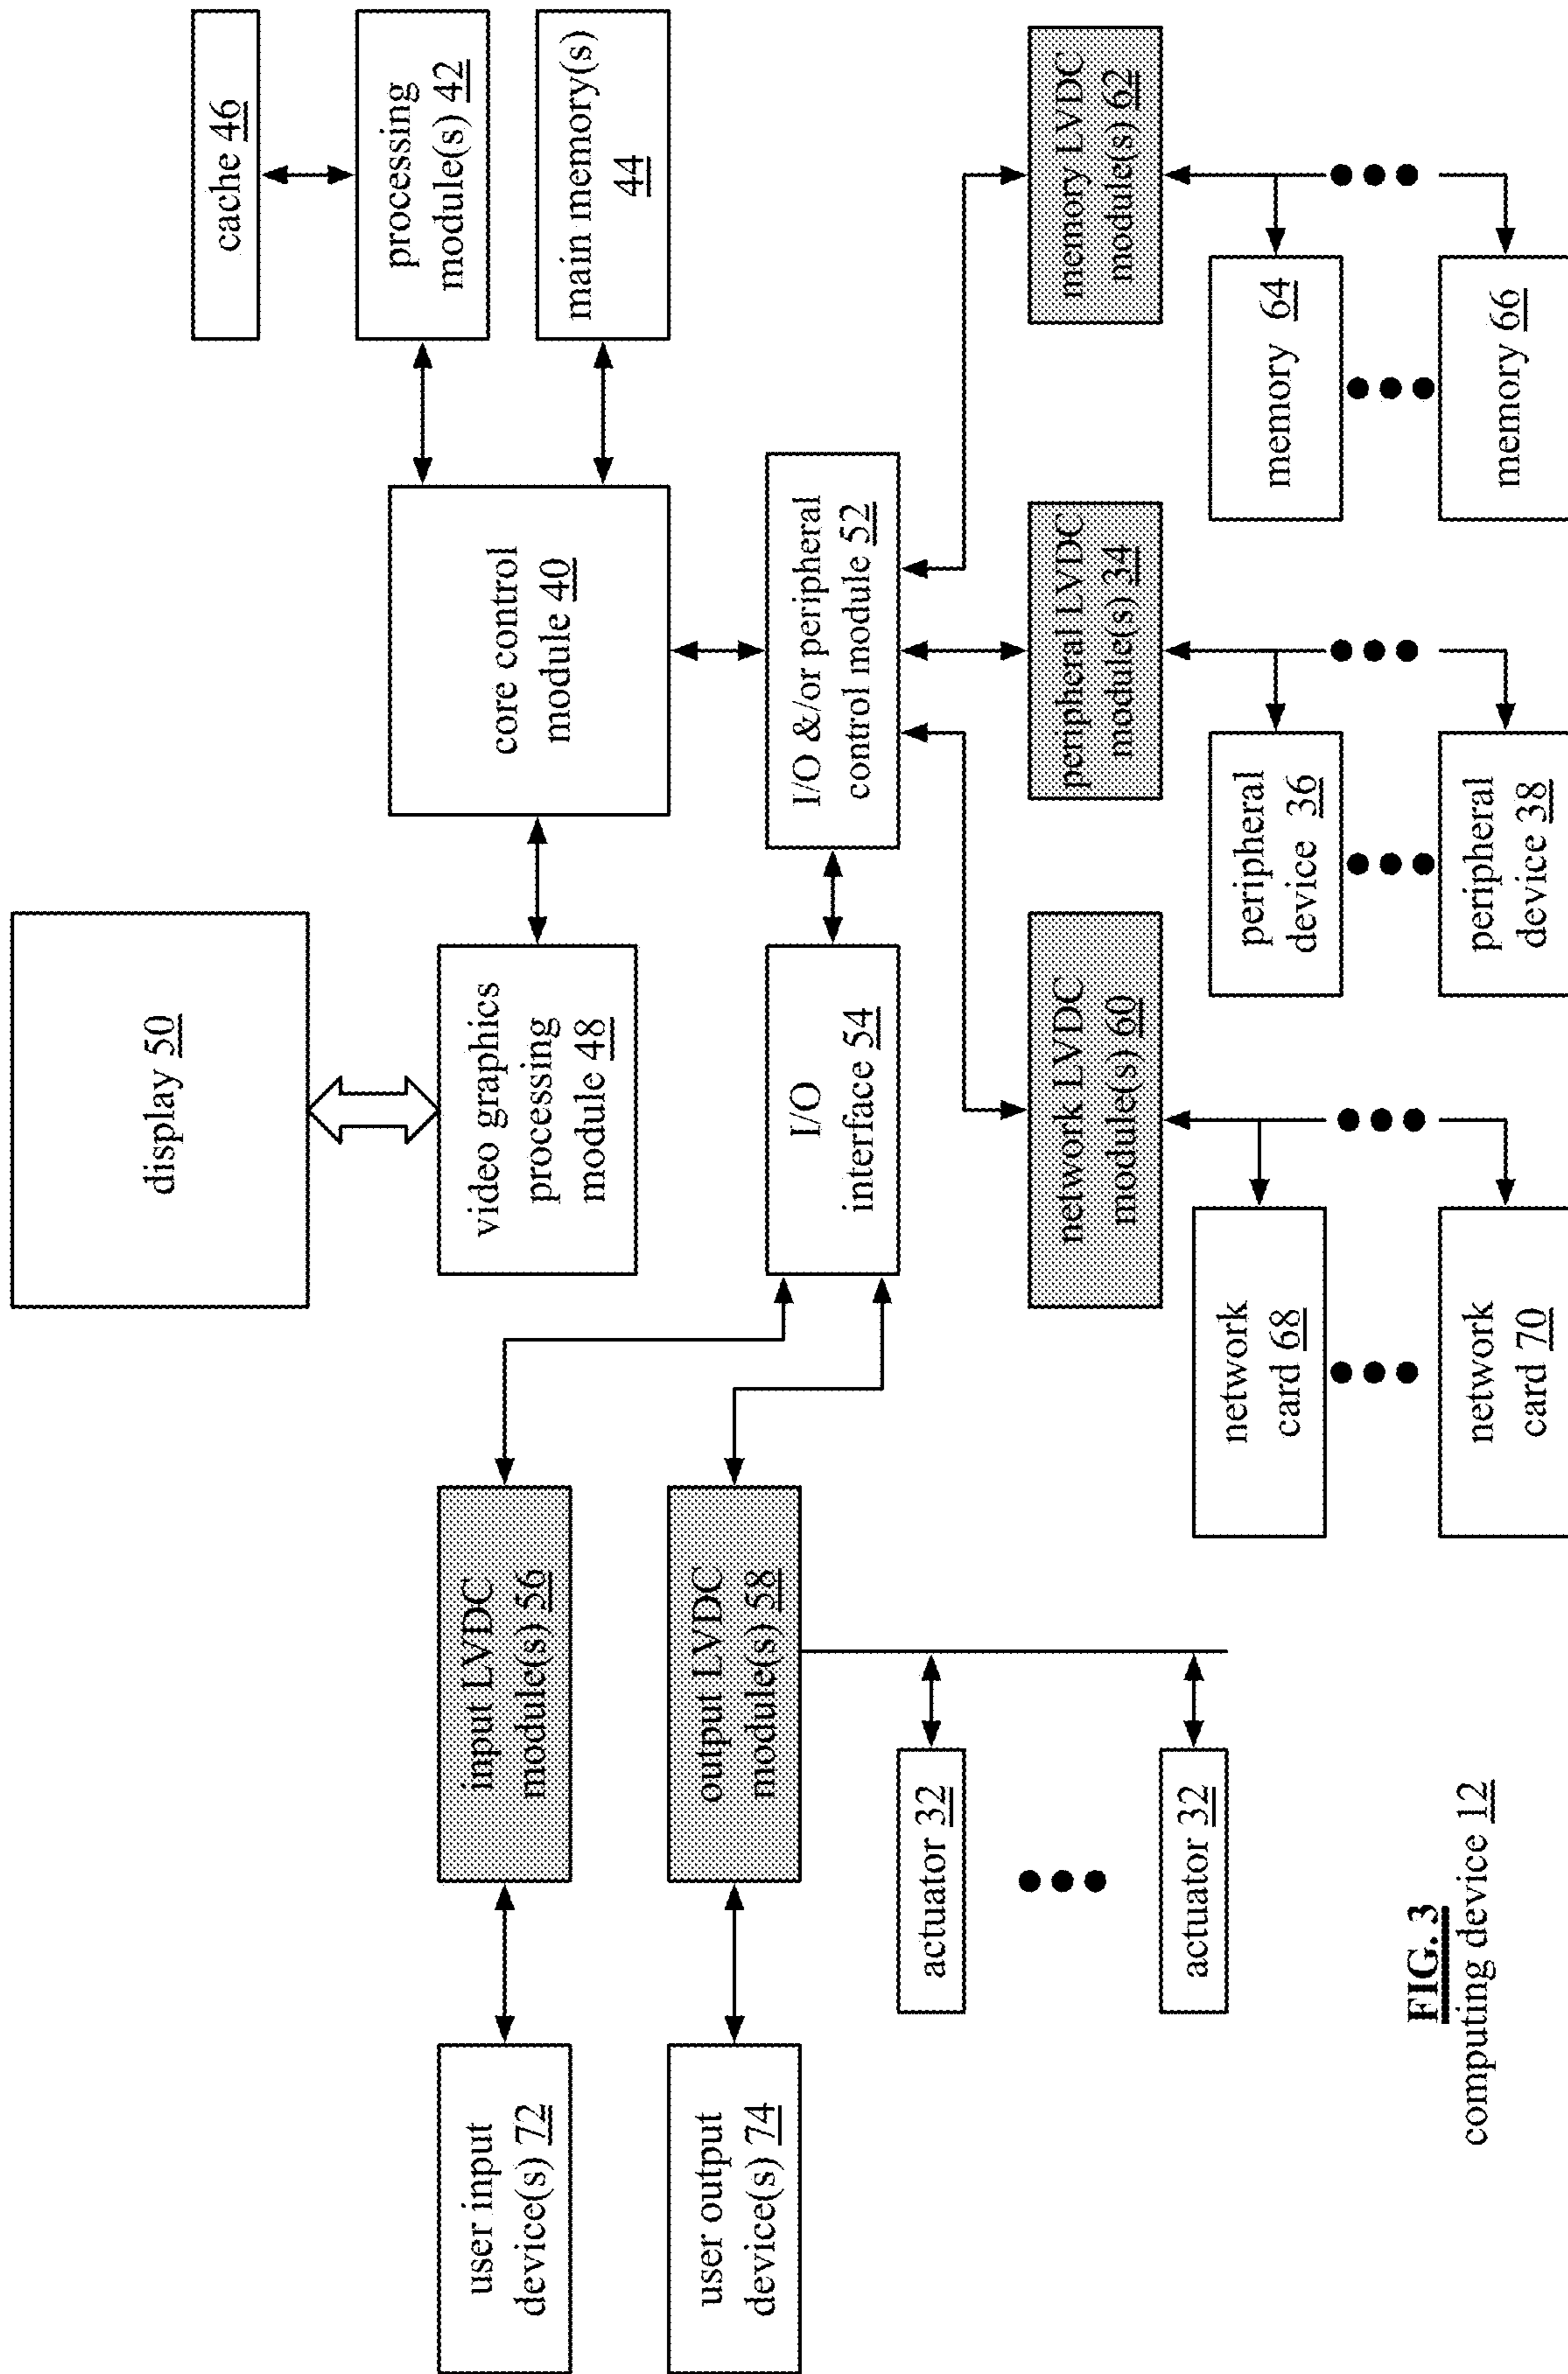 display 50
video graphics
processing
module 48
core control
module 40
cache 46
processing
module(s) 42
main memory(s)
44
user input
device(s) 72
input LVDC
module(s) 56
user output
device(s) 74
output LVDC
module(s) 58
I/O
interface 54
I/O &/or peripheral
control module 52
actuator 32
actuator 32
network LVDC
module(s) 60
peripheral LVDC
module(s) 34
memory LVDC
module(s) 62
network
card 68
peripheral
device 36
memory 64
network
card 70
peripheral
device 38
memory 66
FIG. 3
computing device 12